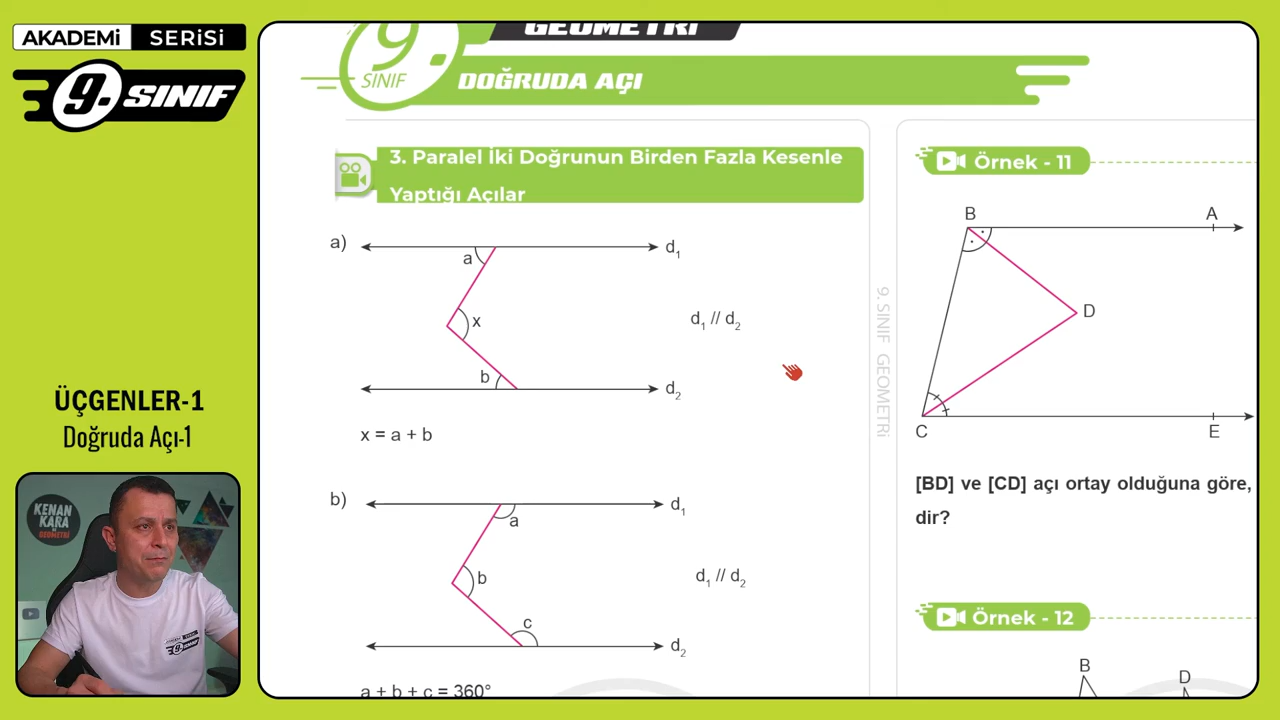 AKADEMİ SERİSİ
9. SINIF
ÜÇGENLER-1
Doğruda Açı-1
KENAN
KARA
GEOMETRİ
9. SINIF
9
SINIF
GEOMETRİ
DOĞRUDA AÇI
3. Paralel İki Doğrunun Birden Fazla Kesenle
Yaptığı Açılar
a)
d1
a
x
d1 // d2
b
d2
x = a + b
b)
d1
a
b
d1 // d2
c
d2
a + b + c = 360°
9. SINIF GEOMETRİ
Örnek - 11
B
A
D
C
E
[BD] ve [CD] açı ortay olduğuna göre,
dir?
Örnek - 12
B
D